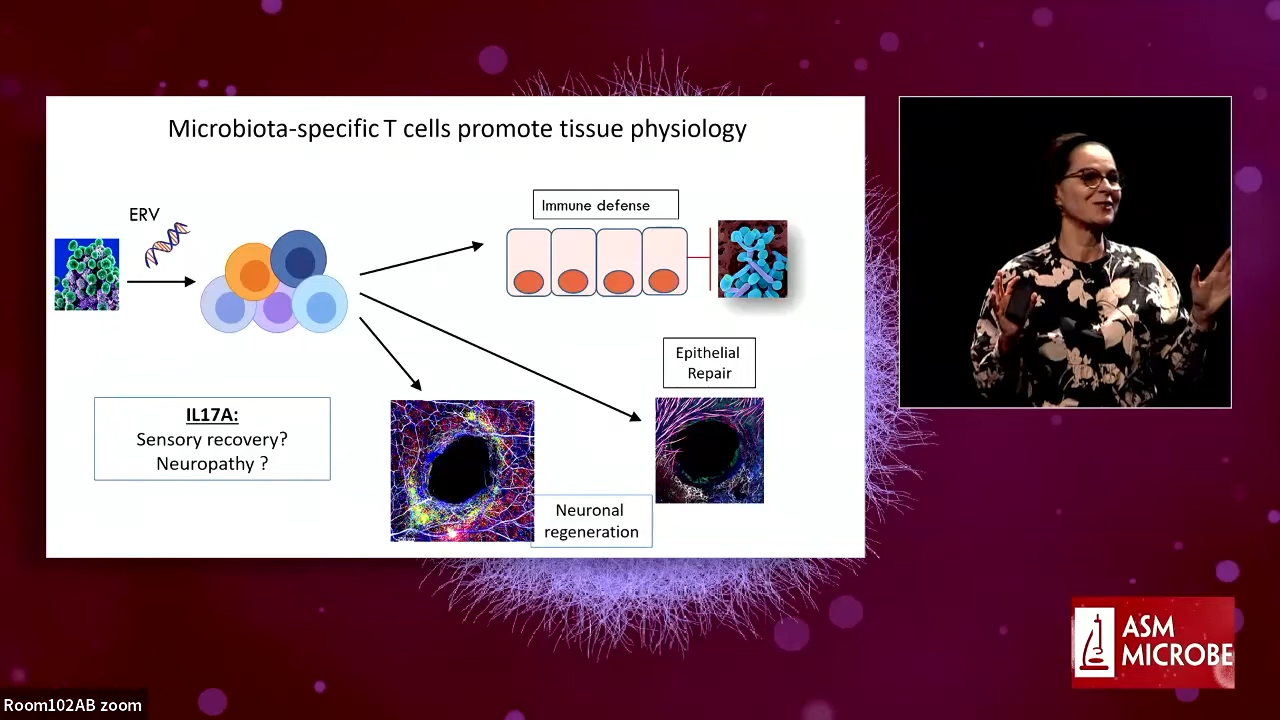 Microbiota-specific T cells promote tissue physiology
ERV
Immune defense
Epithelial
Repair
IL17A:
Sensory recovery?
Neuropathy ?
Neuronal
regeneration
ASM
MICROBE
Room102AB zoom